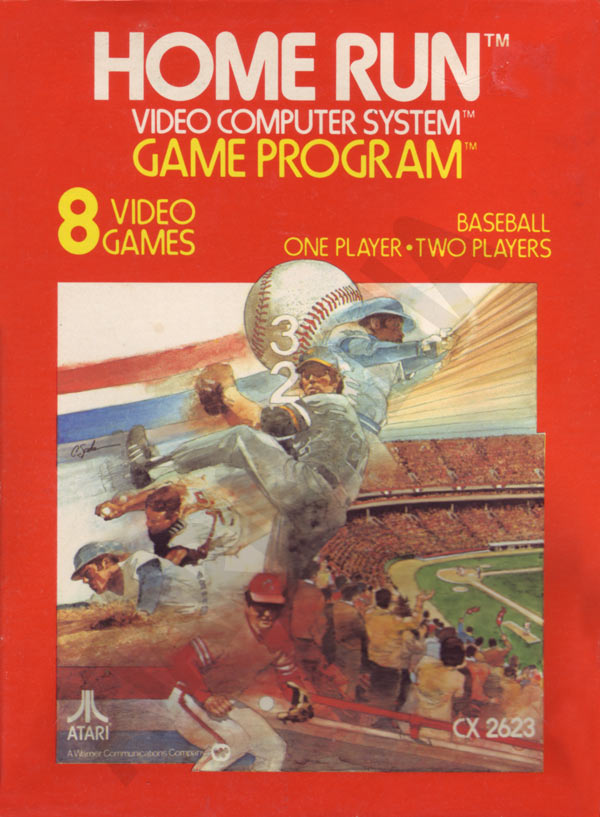 HOME RUN™
VIDEO COMPUTER SYSTEM™
GAME PROGRAM™
8 VIDEO GAMES
BASEBALL
ONE PLAYER • TWO PLAYERS
3
2
ATARI
A Warner Communications Company
CX 2623